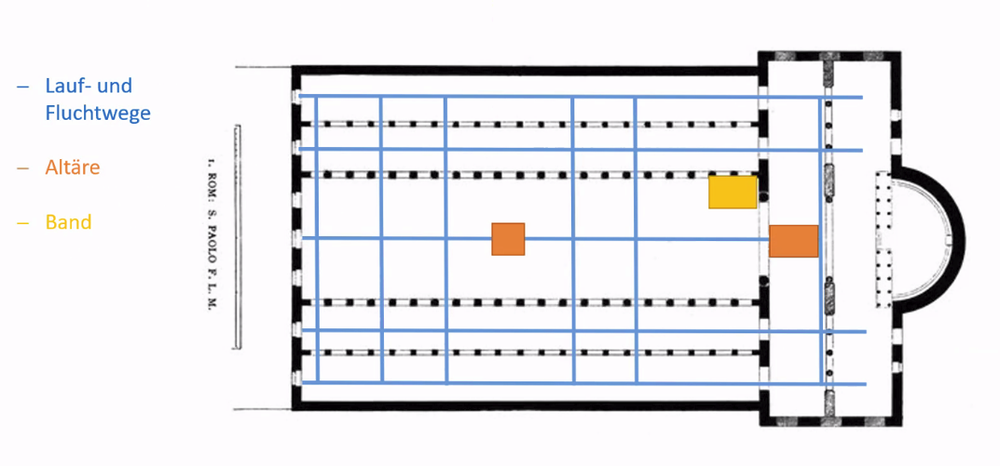 – Lauf- und
Fluchtwege
– Altäre
– Band
1. ROM: S. PAOLO F. L. M.